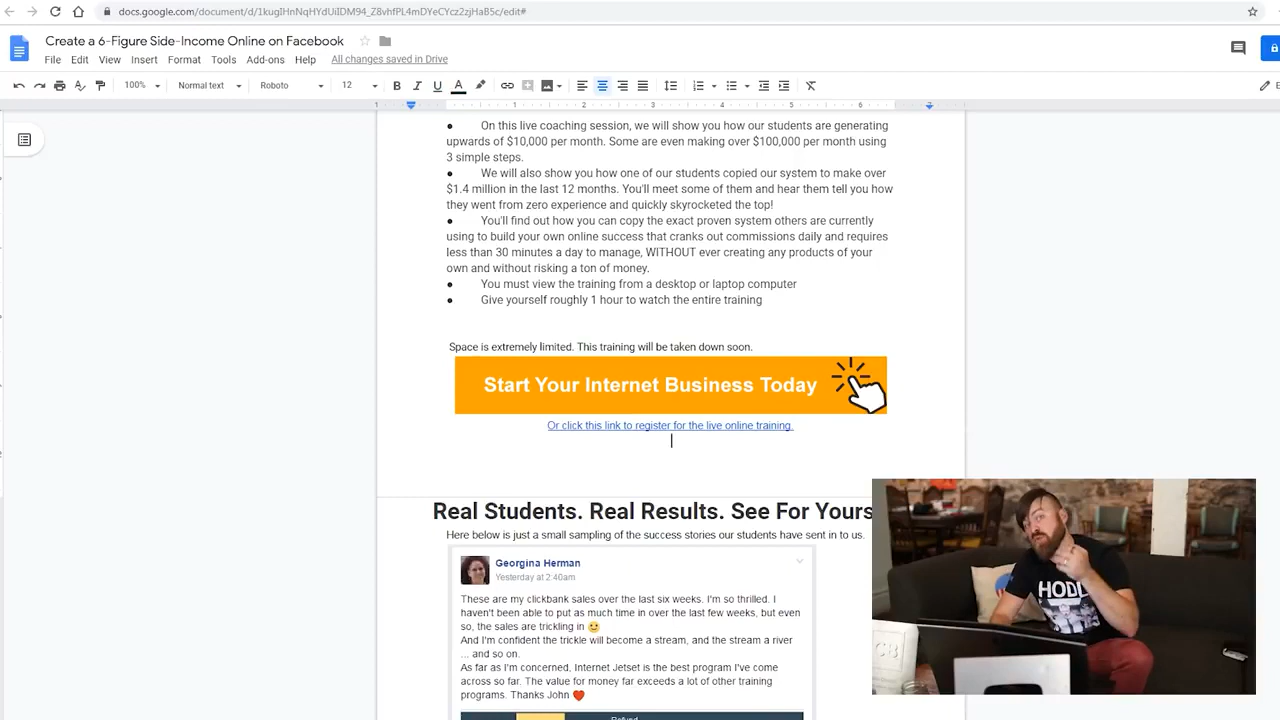 docs.google.com/document/d/1kugIHnNqHYdUiIDM94_Z8vhfPL4mDYeCYcz2zjHaB5c/edit#
Create a 6-Figure Side-Income Online on Facebook
File Edit View Insert Format Tools Add-ons Help All changes saved in Drive
100% Normal text Roboto 12 B I U A
1 1 2 3 4 5 6 7
● On this live coaching session, we will show you how our students are generating
upwards of $10,000 per month. Some are even making over $100,000 per month using
3 simple steps.
● We will also show you how one of our students copied our system to make over
$1.4 million in the last 12 months. You'll meet some of them and hear them tell you how
they went from zero experience and quickly skyrocketed the top!
● You'll find out how you can copy the exact proven system others are currently
using to build your own online success that cranks out commissions daily and requires
less than 30 minutes a day to manage, WITHOUT ever creating any products of your
own and without risking a ton of money.
● You must view the training from a desktop or laptop computer
● Give yourself roughly 1 hour to watch the entire training
Space is extremely limited. This training will be taken down soon.
Start Your Internet Business Today
Or click this link to register for the live online training.
Real Students. Real Results. See For Yours
Here below is just a small sampling of the success stories our students have sent in to us.
Georgina Herman
Yesterday at 2:40am
These are my clickbank sales over the last six weeks. I'm so thrilled. I
haven't been able to put as much time in over the last few weeks, but even
so, the sales are trickling in 🙂
And I'm confident the trickle will become a stream, and the stream a river
... and so on.
As far as I'm concerned, Internet Jetset is the best program I've come
across so far. The value for money far exceeds a lot of other training
programs. Thanks John ❤
Refund
HODL
CB